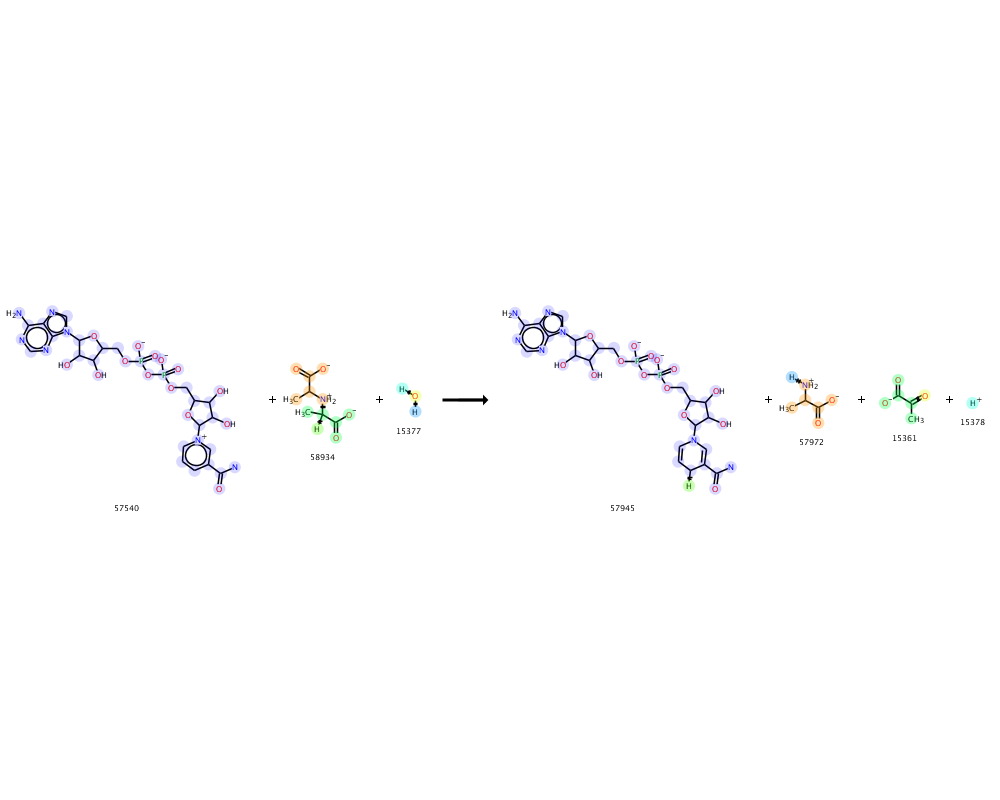 H₂N N N N N O HO OH O O⁻ P O O⁻ P O O O OH OH O N⁺ N O
57540
+
O O⁻ H₃C NH₂⁺ H₃C O⁻ H O
58934
+
H O H
15377
H₂N N N N N O HO OH O O⁻ P O O⁻ P O O O OH OH O N N O H
57945
+
H NH₂⁺ H₃C O⁻ O
57972
+
O O⁻ O CH₃
15361
+
H⁺
15378